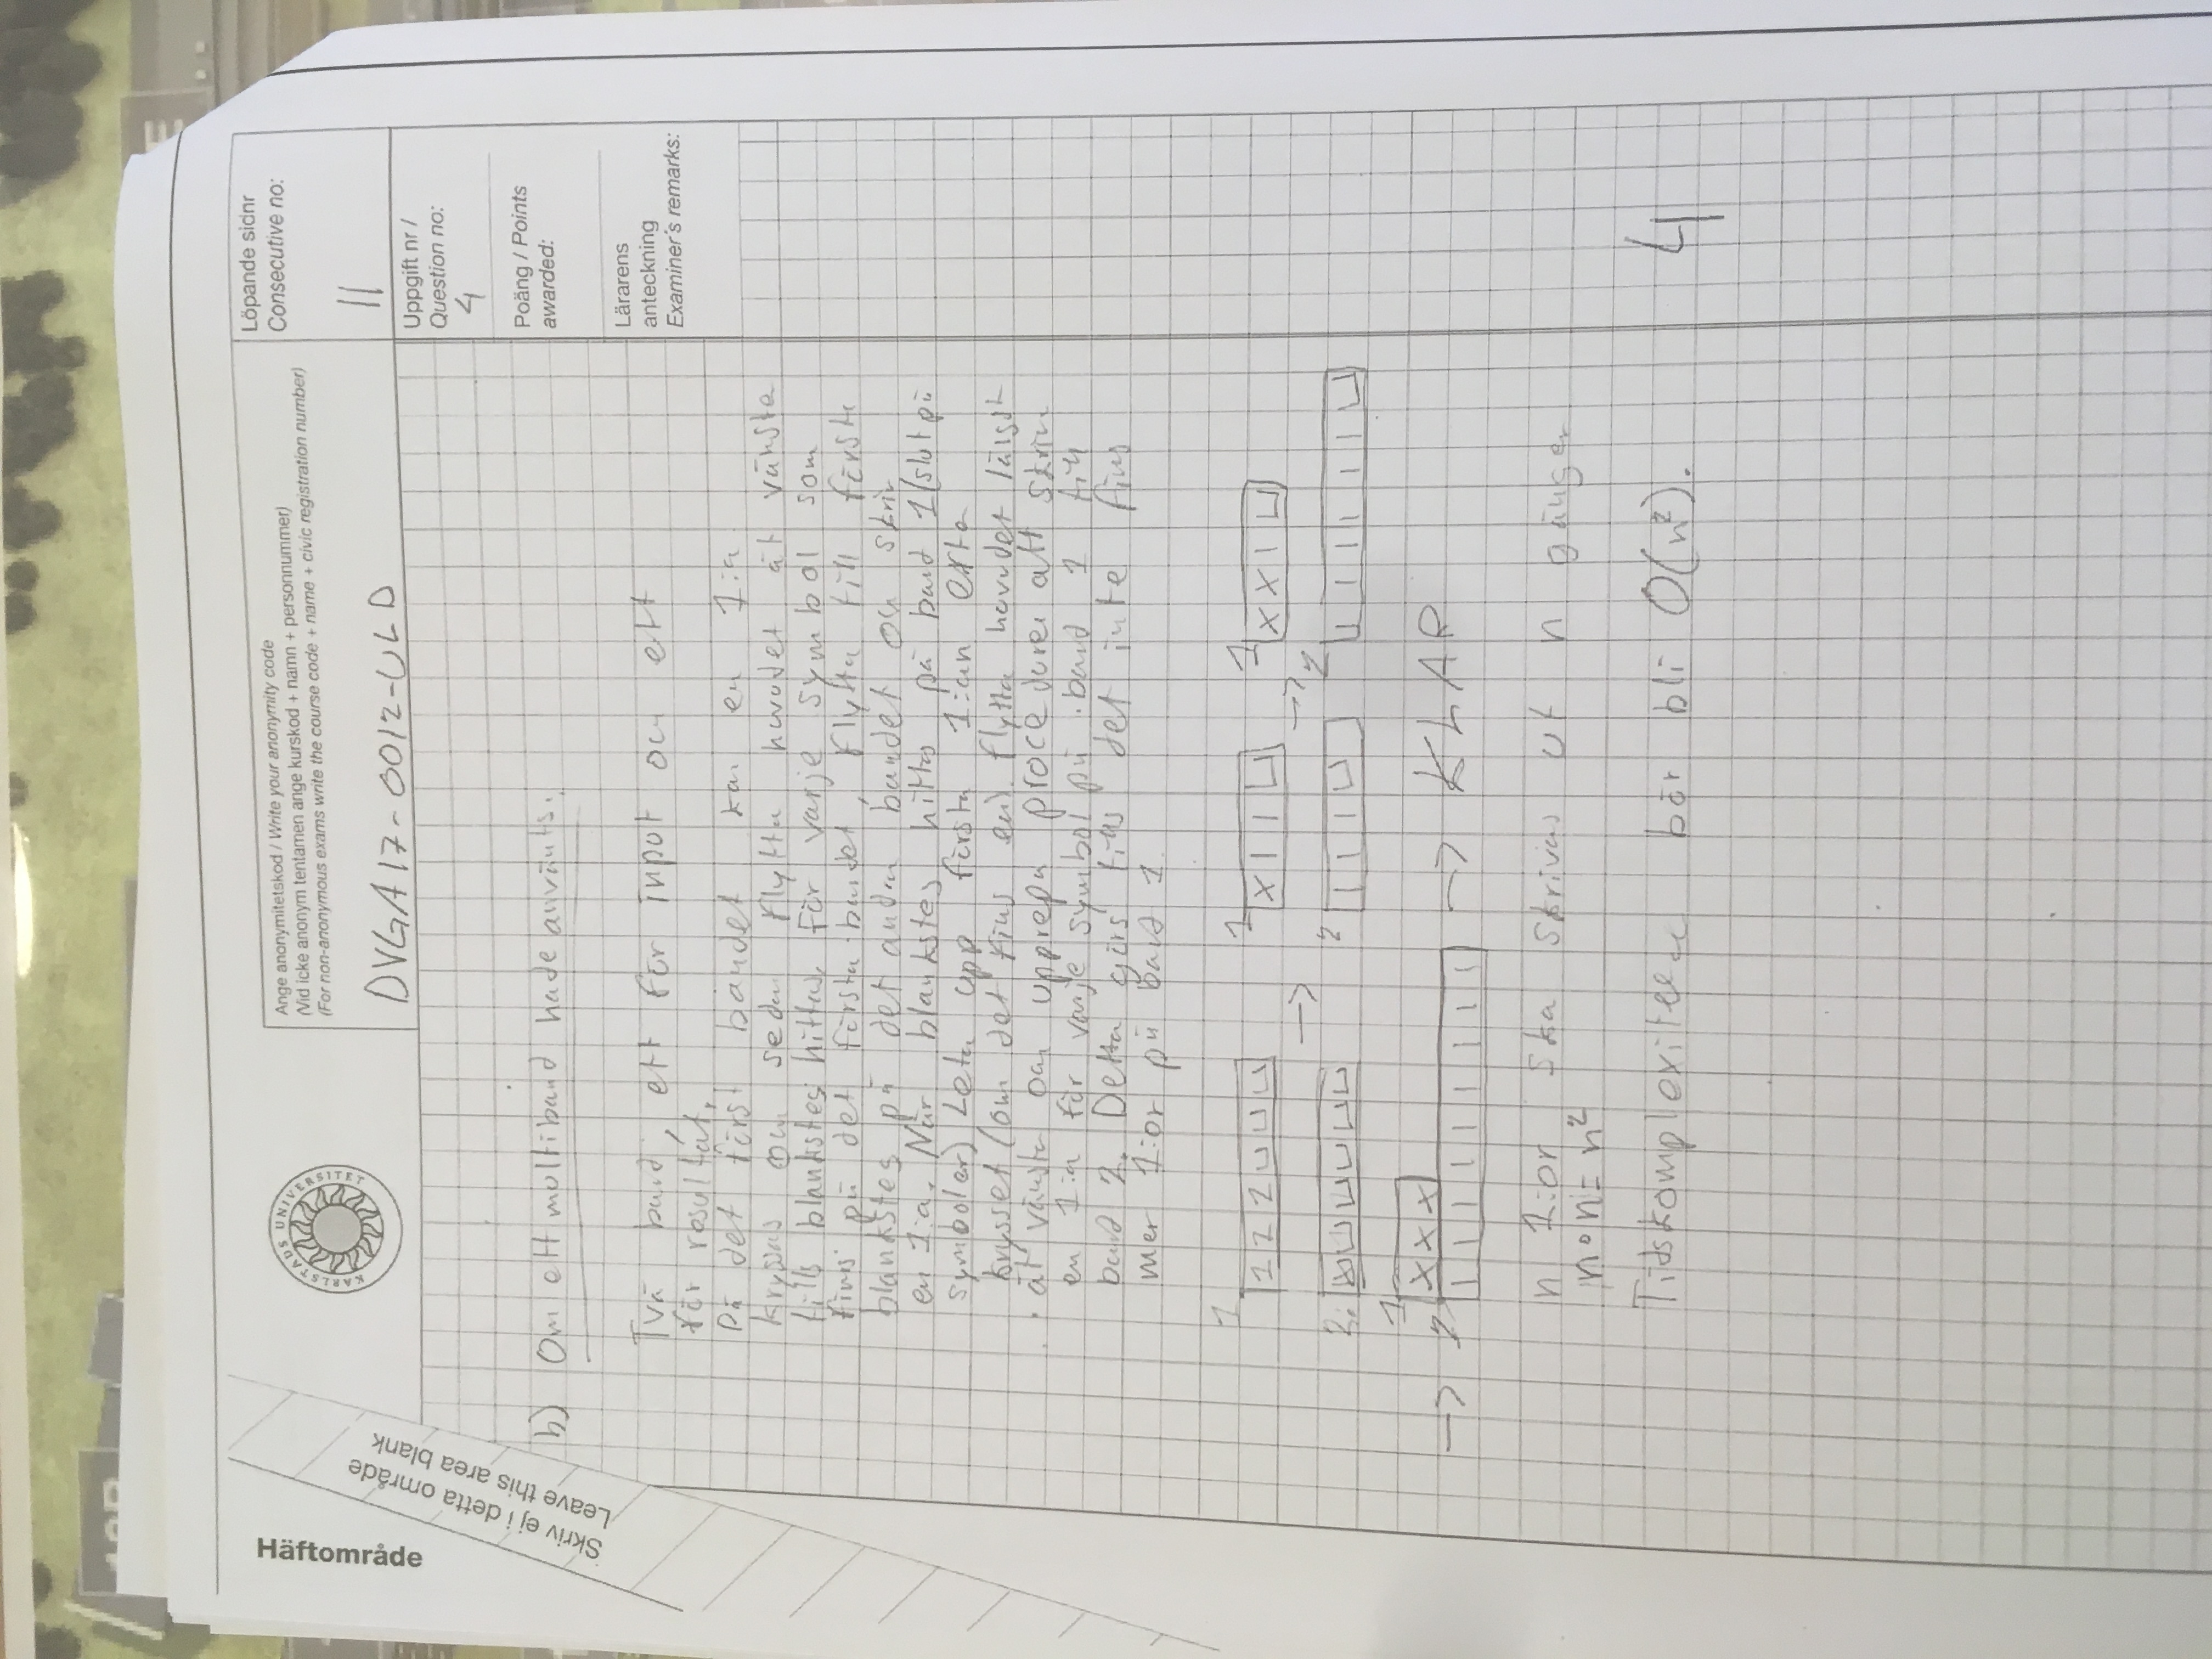 Häftområde
Skriv ej i detta område
Leave this area blank
KARLSTADS UNIVERSITET
Ange anonymitetskod / Write your anonymity code
(Vid icke anonym tentamen ange kurskod + namn + personnummer)
(For non-anonymous exams write the course code + name + civic registration number)
DVGA17-0012-ULD
Löpande sidnr
Consecutive no:
11
Uppgift nr /
Question no:
4
Poäng / Points
awarded:
Lärarens
anteckning
Examiner's remarks:
b) Om ett multiband hade använts.
Två band, ett för input och ett
för resultat.
På det först bandet kan en 1:a
kryssas och sedan flytta huvudet åt vänster
tills blankstes hittas. För varje symbol som
finns på det första bandet, flytta till första
blankstes på det andra bandet och skriv
en 1:a. När blankstes hittas på band 1 (slut på
symboler) Leta upp första 1:an efter
krysset (om det finns en). flytta huvudet längst
åt vänster och upprepa proceduren att skriva
en 1:a för varje symbol på band 1 till
band 2. Detta görs tills det inte finns
mer 1:or på band 1.
1 1 1 1 ⊔ ⊔ ⊔
1 X 1 1 ⊔
1 X X 1 ⊔
→ →
2: ⊔ ⊔ ⊔ ⊔ ⊔
2 1 1 1 ⊔
2 1 1 1 1 1 1 ⊔
1 X X X
→ 2 1 1 1 1 1 1 1 1 1 → KLAR
n 1:or ska skrivas ut n gånger
n∘n = n²
Tidskomplexiteten bör bli O(n²).
4